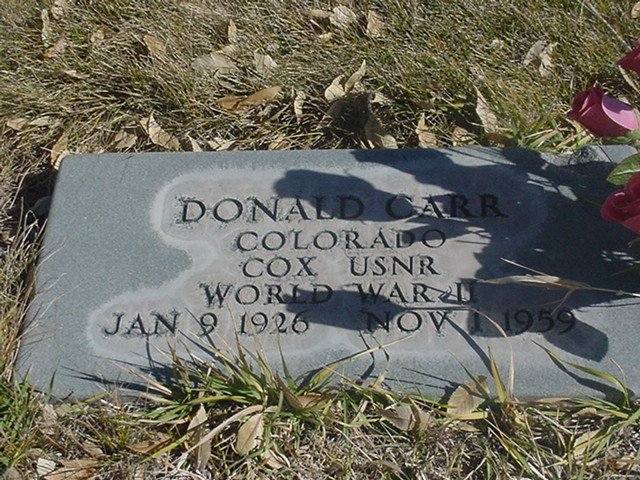 DONALD CARR
COLORADO
COX USNR
WORLD WAR II
JAN 9 1926 NOV 1 1959